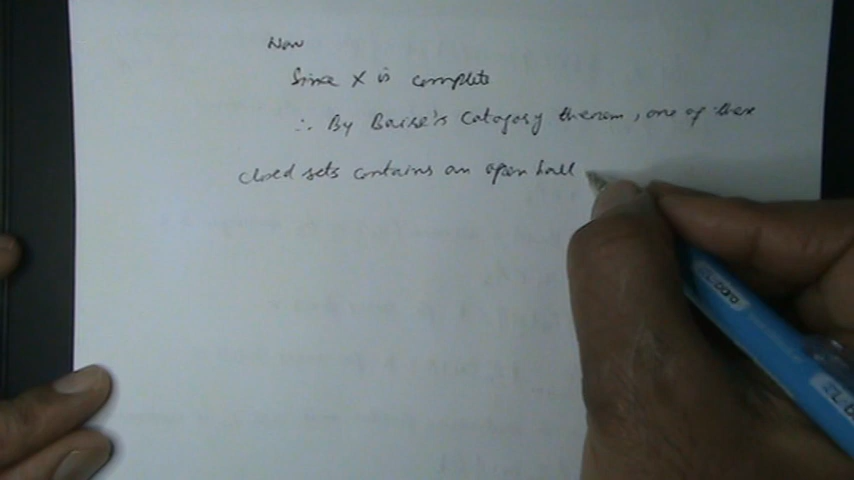 Now
Since X is complete
∴ By Baire's Category theorem, one of these
closed sets contains an open ball